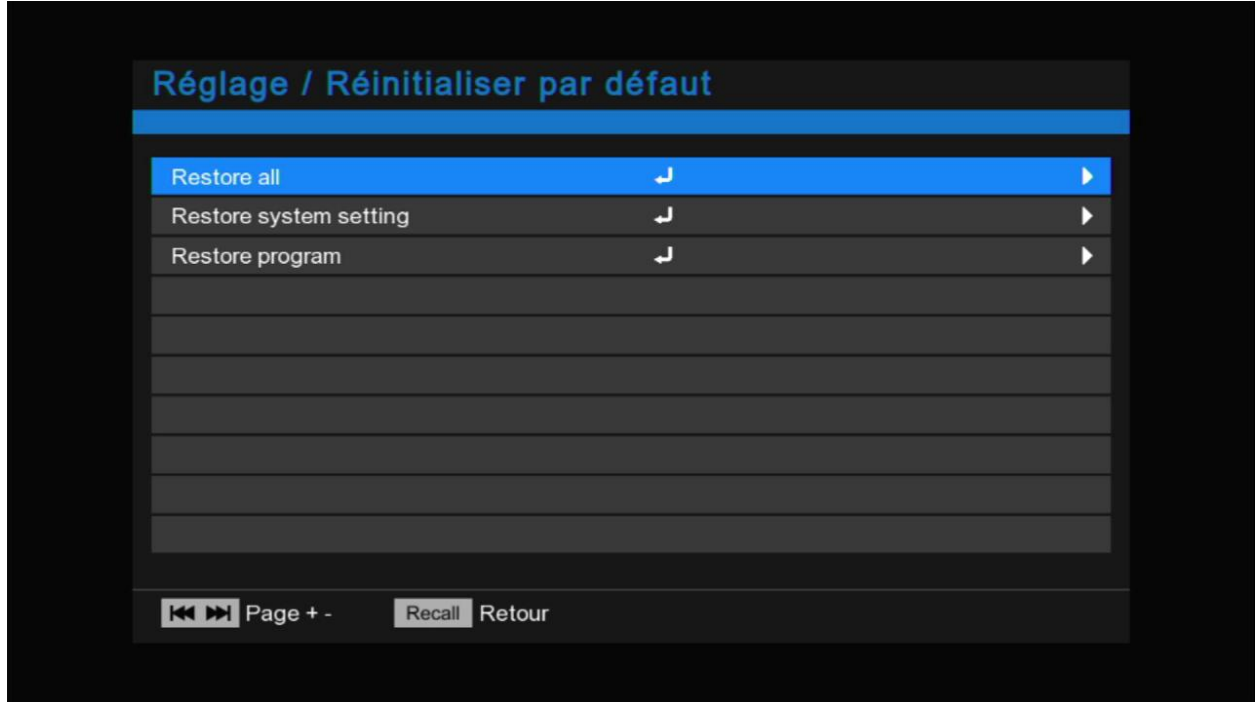 Réglage / Réinitialiser par défaut
Restore all
Restore system setting
Restore program
Page + - Recall Retour